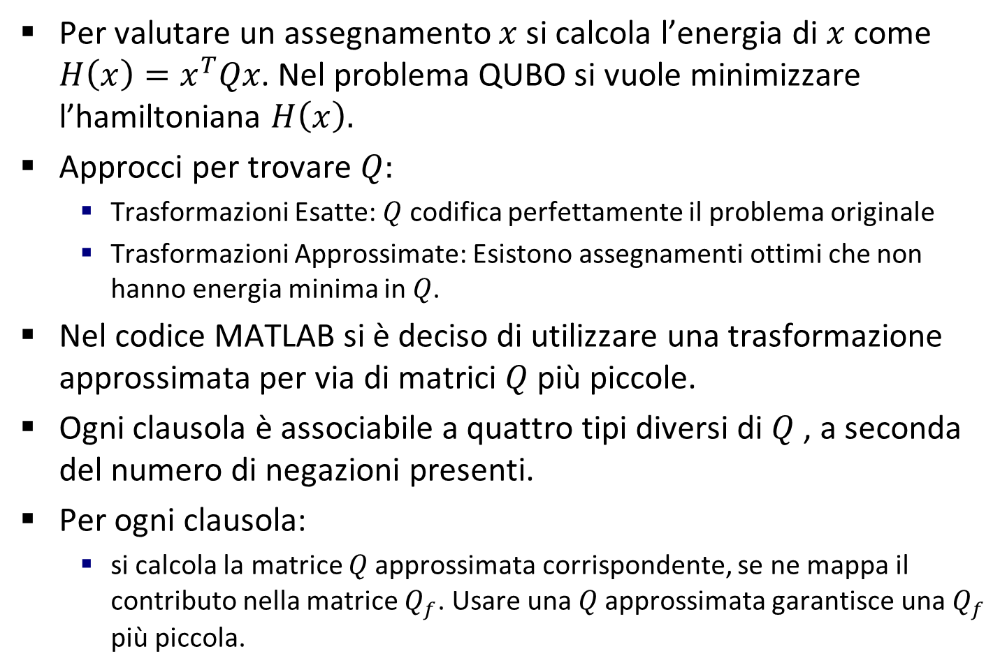 ▪ Per valutare un assegnamento 𝑥 si calcola l’energia di 𝑥 come
𝐻(𝑥) = 𝑥ᵀ𝑄𝑥. Nel problema QUBO si vuole minimizzare
l’hamiltoniana 𝐻(𝑥).
▪ Approcci per trovare 𝑄:
▪ Trasformazioni Esatte: 𝑄 codifica perfettamente il problema originale
▪ Trasformazioni Approssimate: Esistono assegnamenti ottimi che non
hanno energia minima in 𝑄.
▪ Nel codice MATLAB si è deciso di utilizzare una trasformazione
approssimata per via di matrici 𝑄 più piccole.
▪ Ogni clausola è associabile a quattro tipi diversi di 𝑄 , a seconda
del numero di negazioni presenti.
▪ Per ogni clausola:
▪ si calcola la matrice 𝑄 approssimata corrispondente, se ne mappa il
contributo nella matrice 𝑄_𝑓. Usare una 𝑄 approssimata garantisce una 𝑄_𝑓
più piccola.